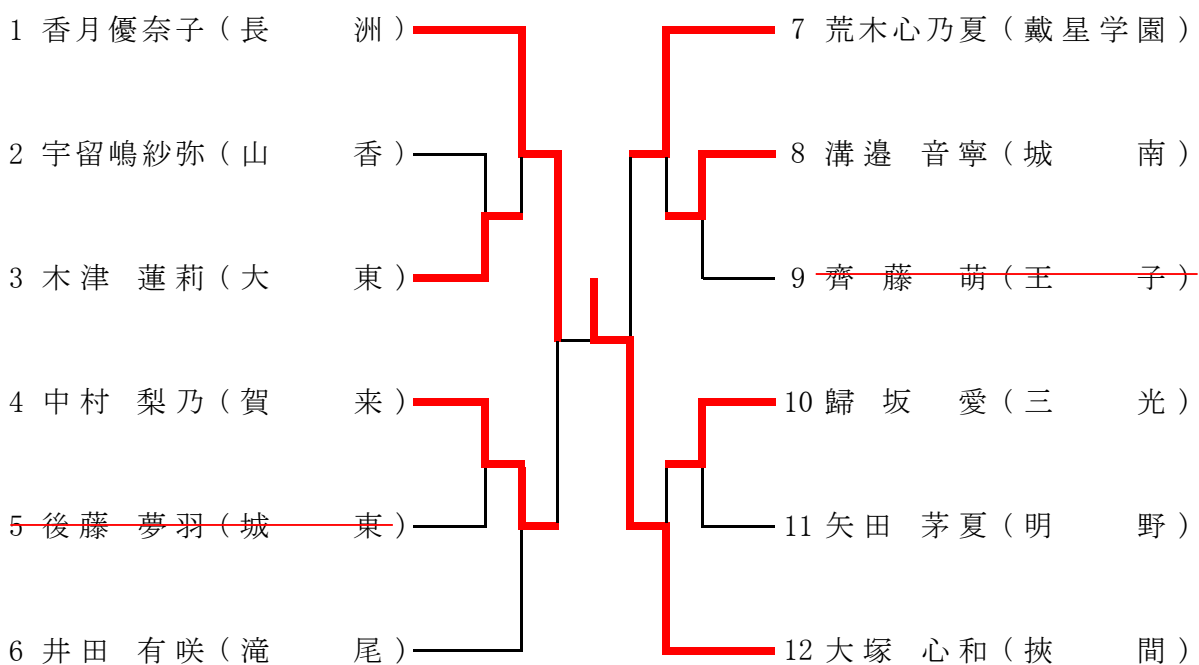 1 香月優奈子（長　洲）
2 宇留嶋紗弥（山　香）
3 木津　蓮莉（大　東）
4 中村　梨乃（賀　来）
5 後藤　夢羽（城　東）
6 井田　有咲（滝　尾）
7 荒木心乃夏（戴星学園）
8 溝邉　音寧（城　南）
9 齊藤　萌（王　子）
10 歸坂　愛（三　光）
11 矢田　茅夏（明　野）
12 大塚　心和（挾　間）